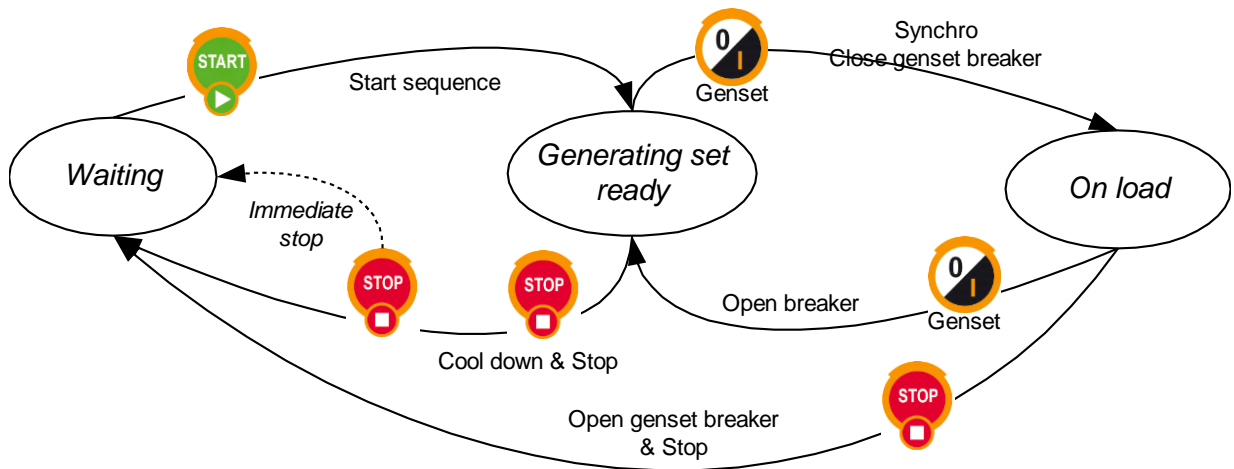 START
Start sequence
0
I
Genset
Synchro
Close genset breaker
Waiting
Generating set
ready
On load
Immediate
stop
STOP
STOP
Cool down & Stop
Open breaker
0
I
Genset
Open genset breaker
& Stop
STOP